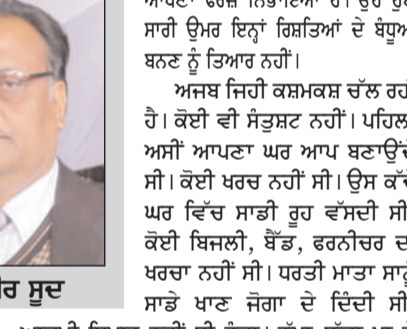 ਸਾਰੀ ਉਮਰ ਇਨ੍ਹਾਂ ਰਿਸ਼ਤਿਆਂ ਦੇ ਬੰਧੂਆ
ਬਣਨ ਨੂੰ ਤਿਆਰ ਨਹੀਂ।
ਅਜਬ ਜਿਹੀ ਕਸ਼ਮਕਸ਼ ਚੱਲ ਰਹੀ
ਹੈ। ਕੋਈ ਵੀ ਸੰਤੁਸ਼ਟ ਨਹੀਂ। ਪਹਿਲਾਂ
ਅਸੀਂ ਆਪਣਾ ਘਰ ਆਪ ਬਣਾਉਂਦੇ
ਸੀ। ਕੋਈ ਖਰਚ ਨਹੀਂ ਸੀ। ਉਸ ਕੱਚੇ
ਘਰ ਵਿੱਚ ਸਾਡੀ ਰੂਹ ਵੱਸਦੀ ਸੀ
ਕੋਈ ਬਿਜਲੀ, ਬੈੱਡ, ਫਰਨੀਚਰ ਦਾ
ਖਰਚਾ ਨਹੀਂ ਸੀ। ਧਰਤੀ ਮਾਤਾ ਸਾਨੂੰ
ਸਾਡੇ ਖਾਣ ਜੋਗਾ ਦੇ ਦਿੰਦੀ ਸੀ
ਸੂਦ